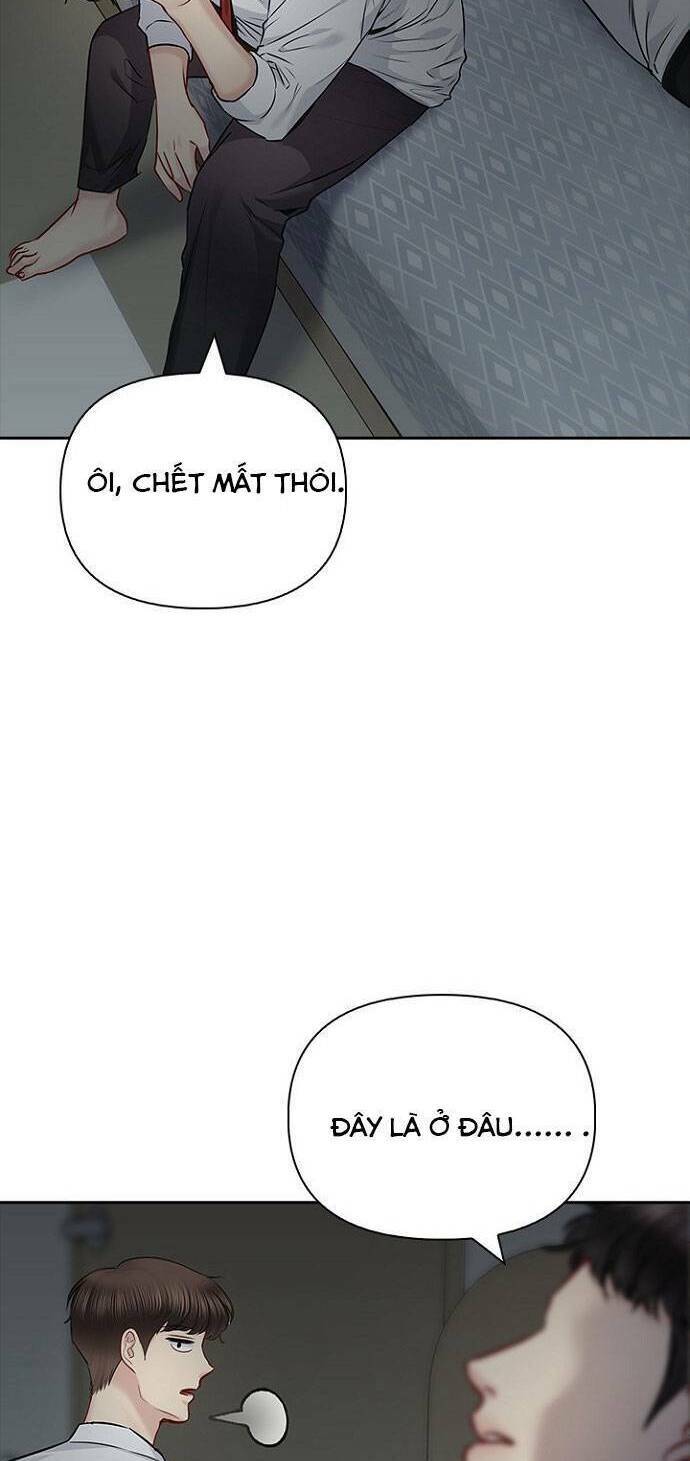 ÔI, CHẾT MẤT THÔI.
ĐÂY LÀ Ở ĐÂU...... .